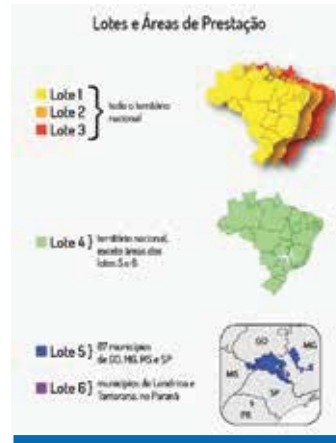 Lotes e Áreas de Prestação
Lote 1
Lote 2
Lote 3
todo o território
nacional
Lote 4
território nacional,
exceto áreas dos
lotes 5 e 6
Lote 5
87 municípios
de GO, MG, MS e SP
Lote 6
municípios de Londrina e
Tamarana, no Paraná
GO
MG
MS
SP
PR